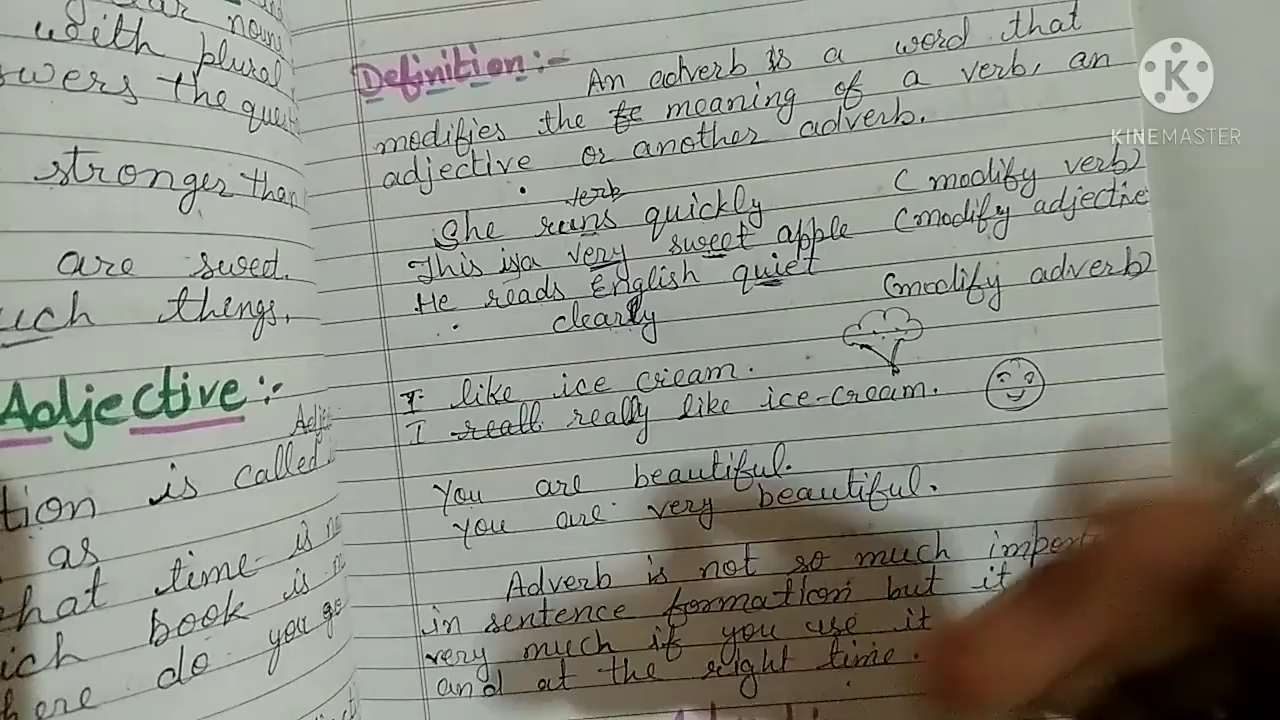 with plural
the
stronger than
are sweet.
things.
Adjective :-
tion is called
as
that time is
book is
do you go
Definition :-
An adverb is a word that
modifies the meaning of a verb, an
adjective or another adverb.
verb
She runs quickly (modify verb)
This is a very sweet apple (modify adjective
He reads English quiet
clearly (modify adverb)
I like ice cream.
I reall really like ice-cream.
You are beautiful.
You are very beautiful.
Adverb is not so much
in sentence formation but it
very much if you use it
and at the right time.
KINEMASTER